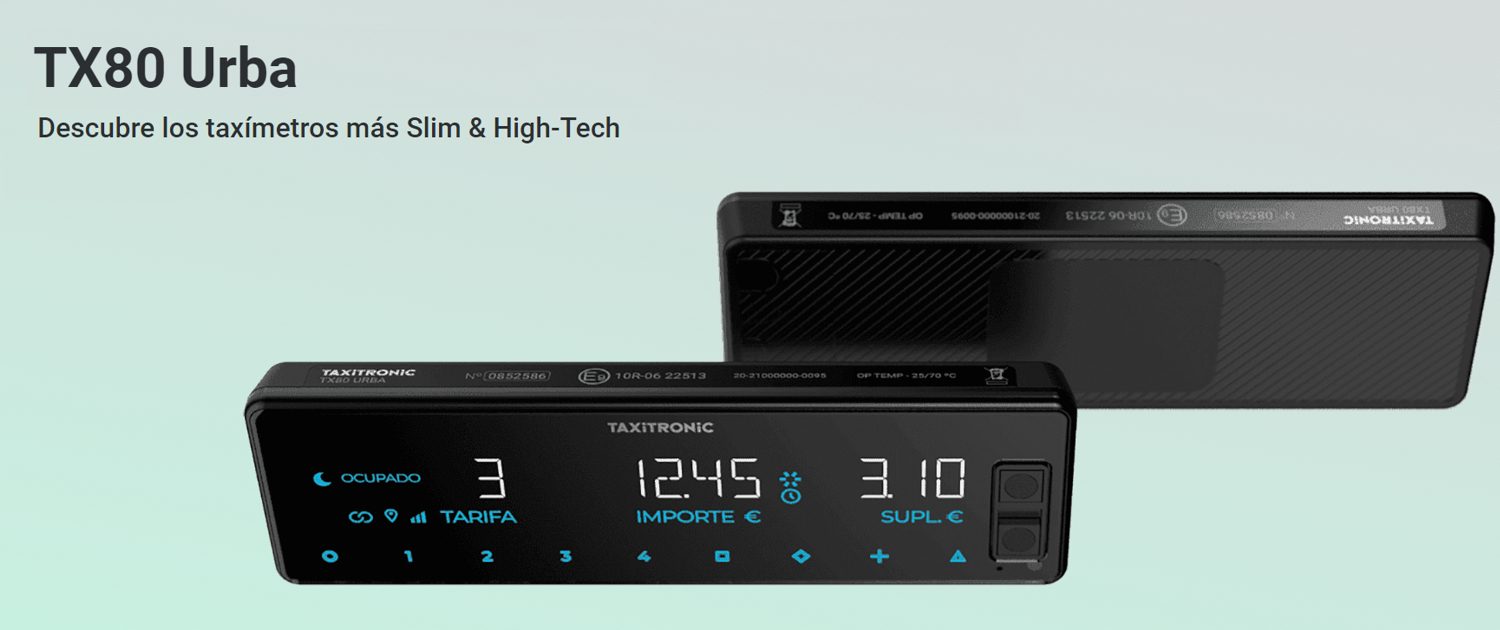 TX80 Urba
Descubre los taxímetros más Slim & High-Tech
TAXITRONIC
TX80 URBA
Nº 0852586
E9 10R-06 22513
20-21000000-0095
OP TEMP - 25/70 ºC
TAXITRONIC
TX80 URBA
Nº 0852586
E9 10R-06 22513
20-21000000-0095
OP TEMP - 25/70 ºC
TAXITRONIC
OCUPADO 3 12.45 3.10
TARIFA IMPORTE € SUPL. €
1 2 3 4